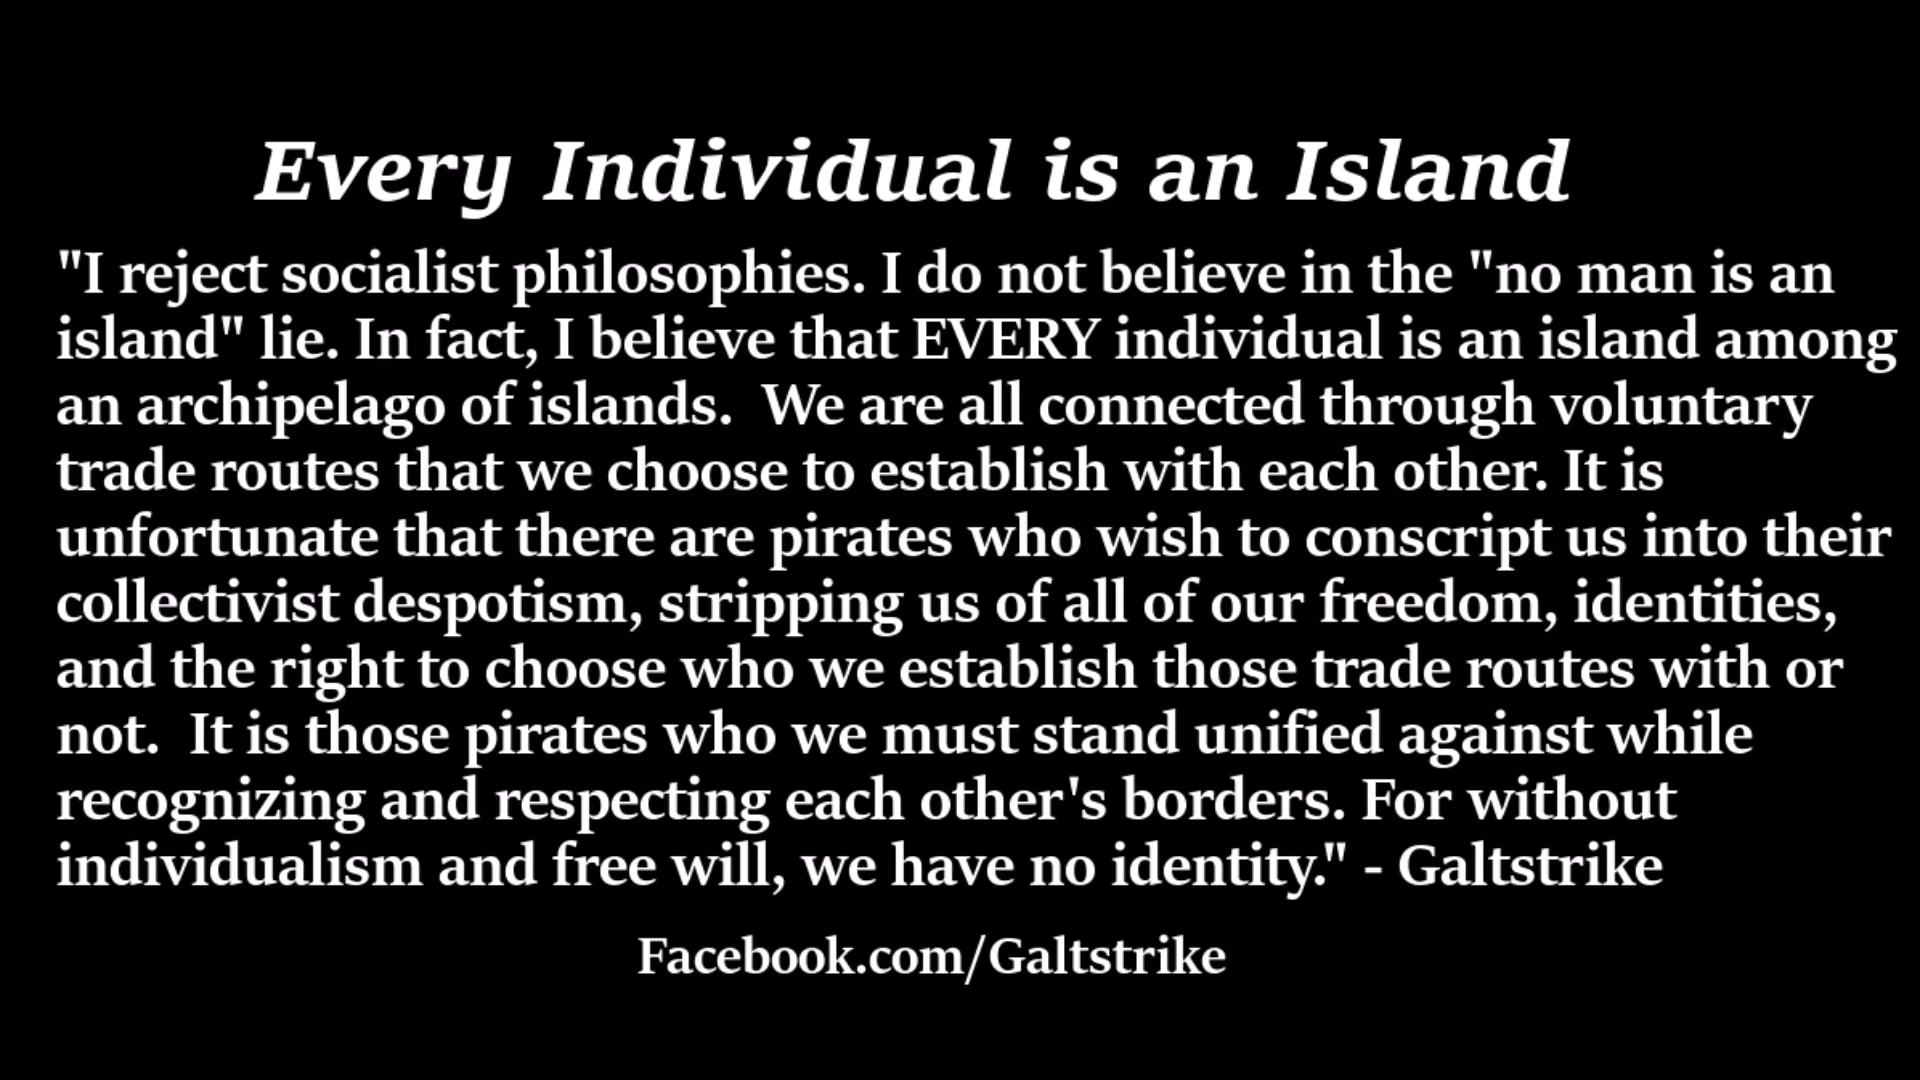 Every Individual is an Island
"I reject socialist philosophies. I do not believe in the "no man is an
island" lie. In fact, I believe that EVERY individual is an island among
an archipelago of islands.  We are all connected through voluntary
trade routes that we choose to establish with each other. It is
unfortunate that there are pirates who wish to conscript us into their
collectivist despotism, stripping us of all of our freedom, identities,
and the right to choose who we establish those trade routes with or
not.  It is those pirates who we must stand unified against while
recognizing and respecting each other's borders. For without
individualism and free will, we have no identity." - Galtstrike
Facebook.com/Galtstrike